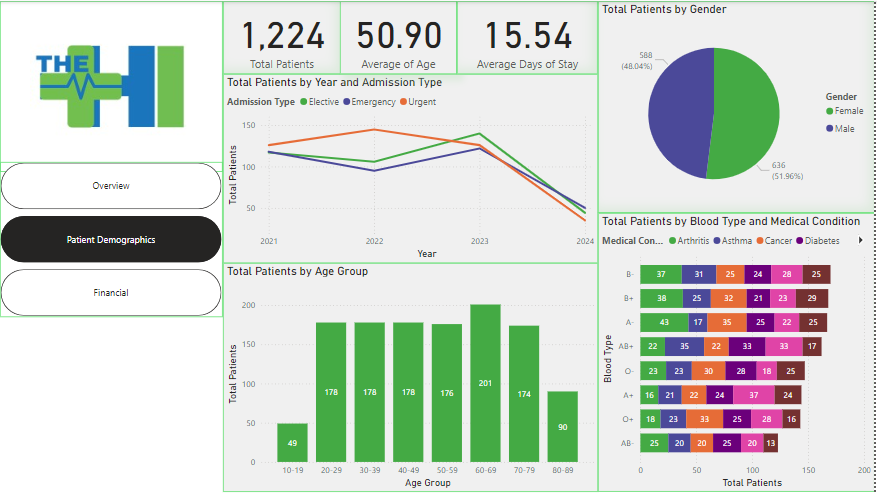 THE
Overview
Patient Demographics
Financial
1,224
Total Patients
50.90
Average of Age
15.54
Average Days of Stay
Total Patients by Year and Admission Type
Admission Type Elective Emergency Urgent
Total Patients
150
100
50
2021 2022 2023 2024
Year
Total Patients by Age Group
Total Patients
200
150
100
50
0
49 178 178 178 176 201 174 90
10-19 20-29 30-39 40-49 50-59 60-69 70-79 80-89
Age Group
Total Patients by Gender
588
(48.04%)
636
(51.96%)
Gender
Female
Male
Total Patients by Blood Type and Medical Condition
Medical Con... Arthritis Asthma Cancer Diabetes
Blood Type
B- 37 31 25 24 28 25
B+ 38 25 32 21 23 29
A- 43 17 35 25 22 25
AB+ 22 35 22 33 33 17
O- 23 23 30 28 18 25
A+ 16 21 22 24 37 24
O+ 18 23 33 25 28 16
AB- 25 20 20 25 20 13
0 50 100 150 200
Total Patients